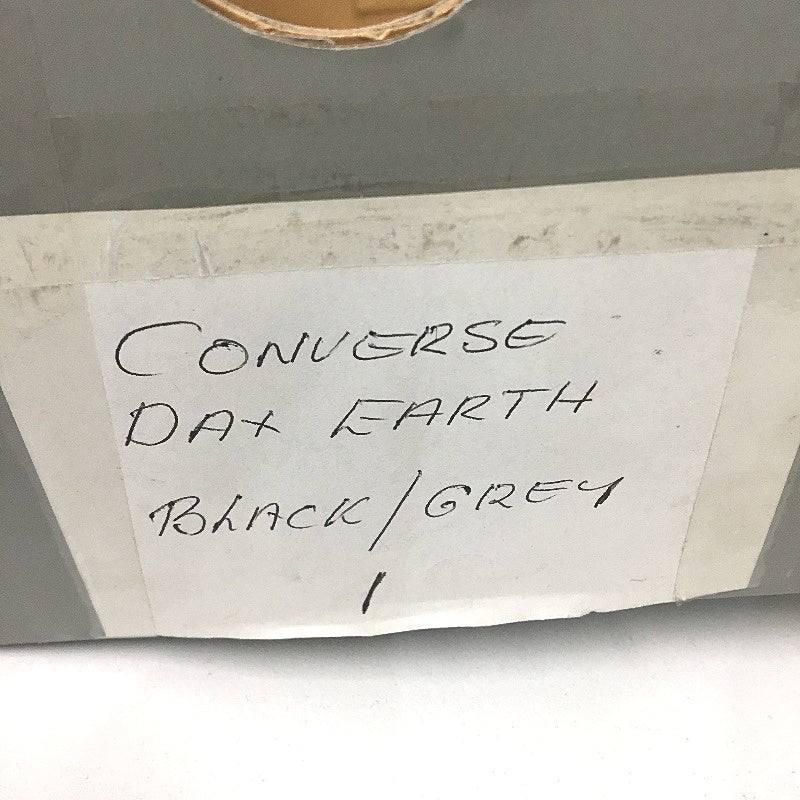 CONVERSE
DAX EARTH
BLACK/GREY
1